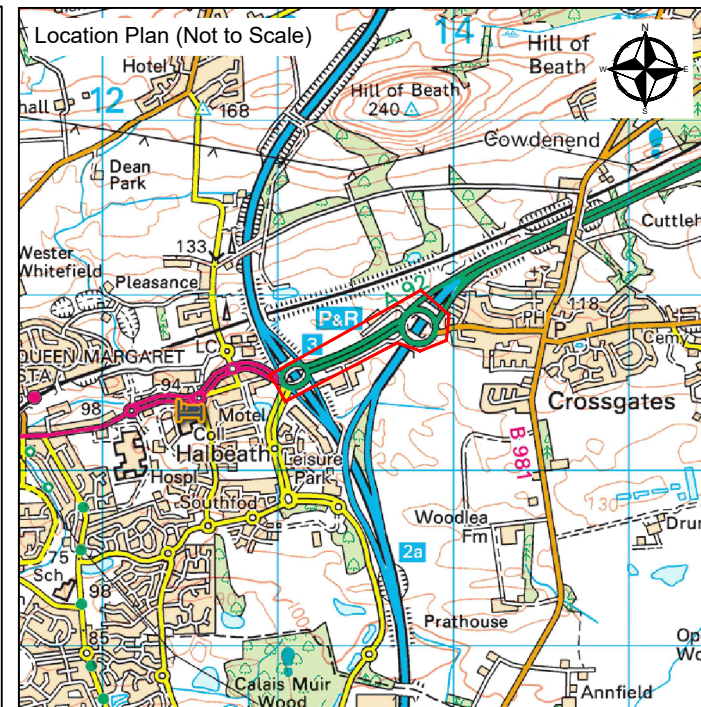 Location Plan (Not to Scale)
14
N
W
E
S
Hill of
Beath
Hotel
12
168
Hill of Beath
240
hall
Cowdenend
Dean
Park
133
Cuttleh
Wester
Whitefield
Pleasance
A 92
P&R
118
PH
P
3
LC
QUEEN MARGARET
STA
Cemy
94
98
Motel
Coll
Crossgates
Halbeath
Hospl
Leisure
Park
B 981
Southfod
130
Woodlea
Fm
Drum
75
Sch
2a
98
Prathouse
85
Op
Wo
Calais Muir
Wood
Annfield